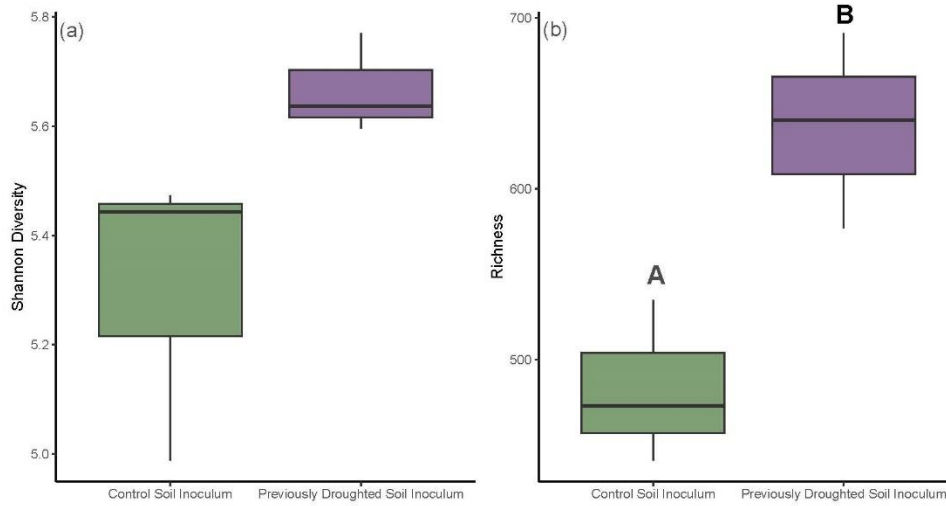 (a)
Shannon Diversity
5.8
5.6
5.4
5.2
5.0
Control Soil Inoculum
Previously Droughted Soil Inoculum
(b)
Richness
700
600
500
A
B
Control Soil Inoculum
Previously Droughted Soil Inoculum